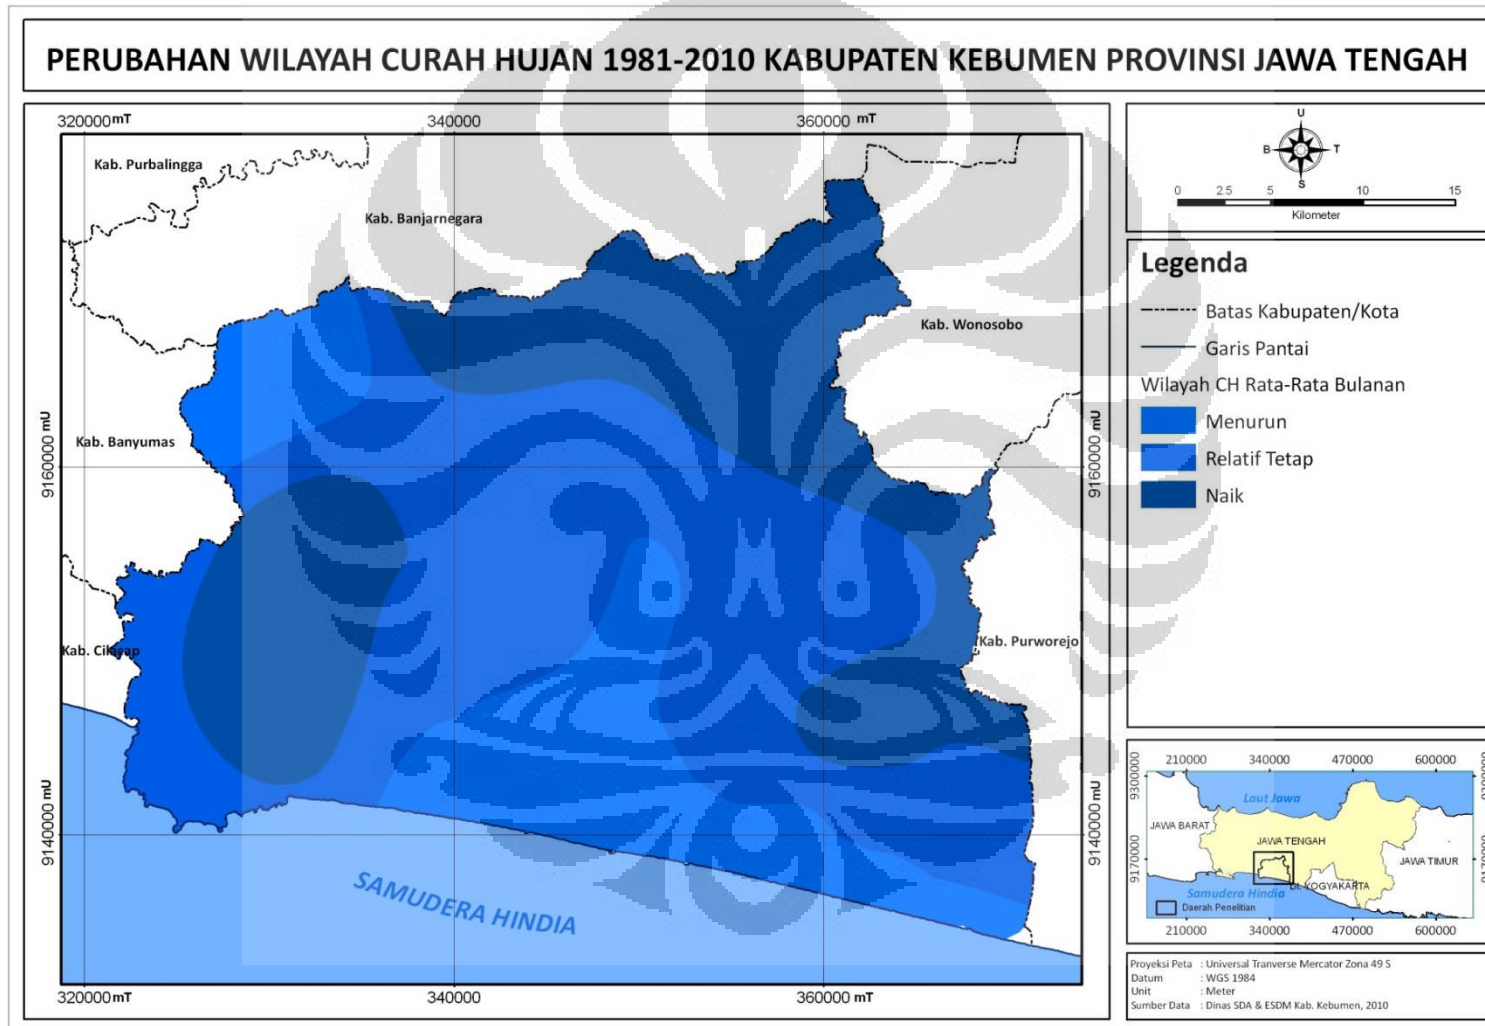 PERUBAHAN WILAYAH CURAH HUJAN 1981-2010 KABUPATEN KEBUMEN PROVINSI JAWA TENGAH
320000 mT
340000
360000 mT
Kab. Purbalingga
Kab. Banjarnegara
Kab. Wonosobo
Kab. Banyumas
9160000 mU
9160000 mU
Kab. Cilacap
Kab. Purworejo
9140000 mU
9140000 mU
SAMUDERA HINDIA
320000 mT
340000
360000 mT
U
B T
S
0 2.5 5 10 15
Kilometer
Legenda
Batas Kabupaten/Kota
Garis Pantai
Wilayah CH Rata-Rata Bulanan
Menurun
Relatif Tetap
Naik
210000 340000 470000 600000
9300000
Laut Jawa
JAWA BARAT
JAWA TENGAH
JAWA TIMUR
9170000
DI. YOGYAKARTA
Samudera Hindia
Daerah Penelitian
210000 340000 470000 600000
Proyeksi Peta : Universal Tranverse Mercator Zona 49 S
Datum : WGS 1984
Unit : Meter
Sumber Data : Dinas SDA & ESDM Kab. Kebumen, 2010